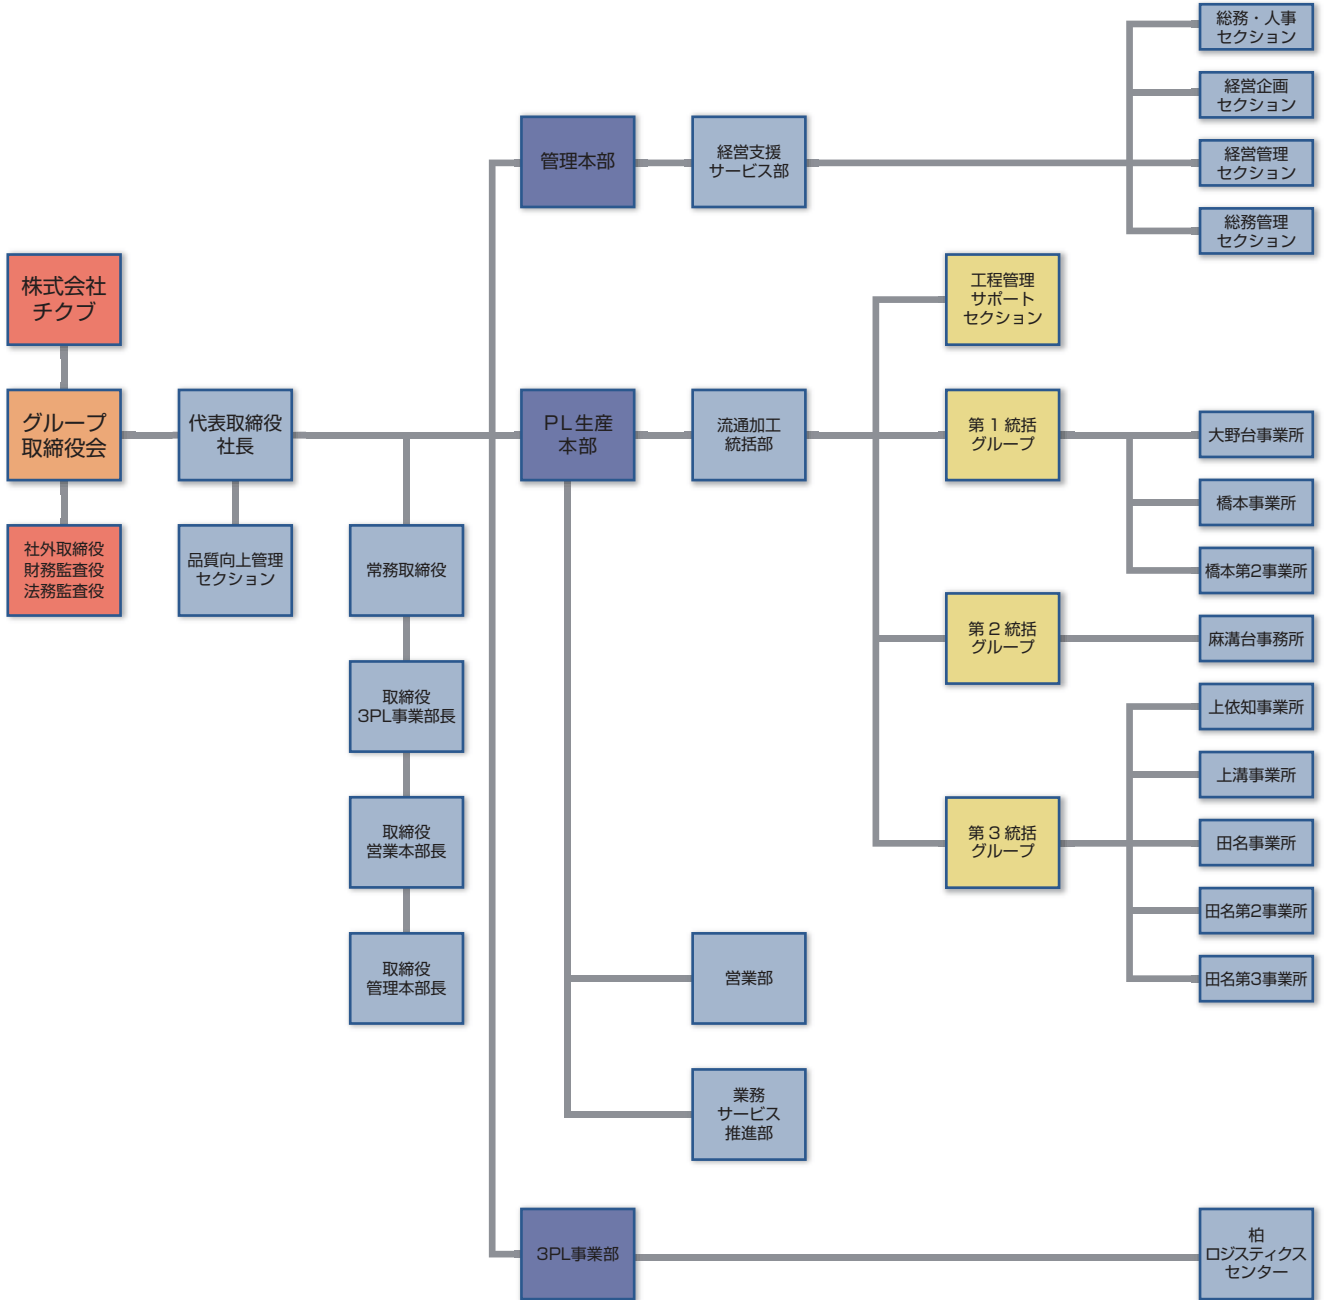 総務・人事
セクション
経営企画
セクション
管理本部
経営支援
サービス部
経営管理
セクション
総務管理
セクション
株式会社
チクブ
工程管理
サポート
セクション
グループ
取締役会
代表取締役
社長
PL生産
本部
流通加工
統括部
第1統括
グループ
大野台事業所
橋本事業所
橋本第2事業所
社外取締役
財務監査役
法務監査役
品質向上管理
セクション
常務取締役
第2統括
グループ
麻溝台事務所
取締役
3PL事業部長
上依知事業所
上溝事業所
取締役
営業本部長
第3統括
グループ
田名事業所
田名第2事業所
田名第3事業所
取締役
管理本部長
営業部
業務
サービス
推進部
3PL事業部
柏
ロジスティクス
センター